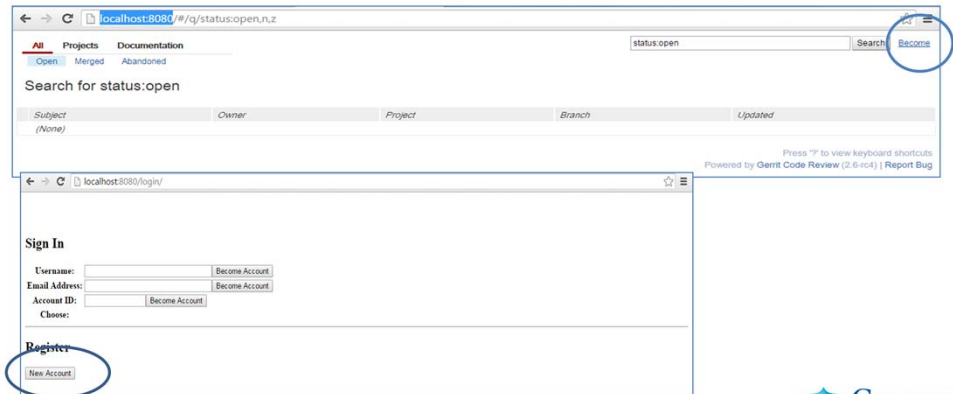 localhost:8080/#/q/status:open,n,z
All Projects Documentation
status:open Search Become
Open Merged Abandoned
Search for status:open
Subject Owner Project Branch Updated
(None)
Press '?' to view keyboard shortcuts
Powered by Gerrit Code Review (2.6-rc4) | Report Bug
localhost:8080/login/
Sign In
Username: Become Account
Email Address: Become Account
Account ID: Become Account
Choose:
Register
New Account